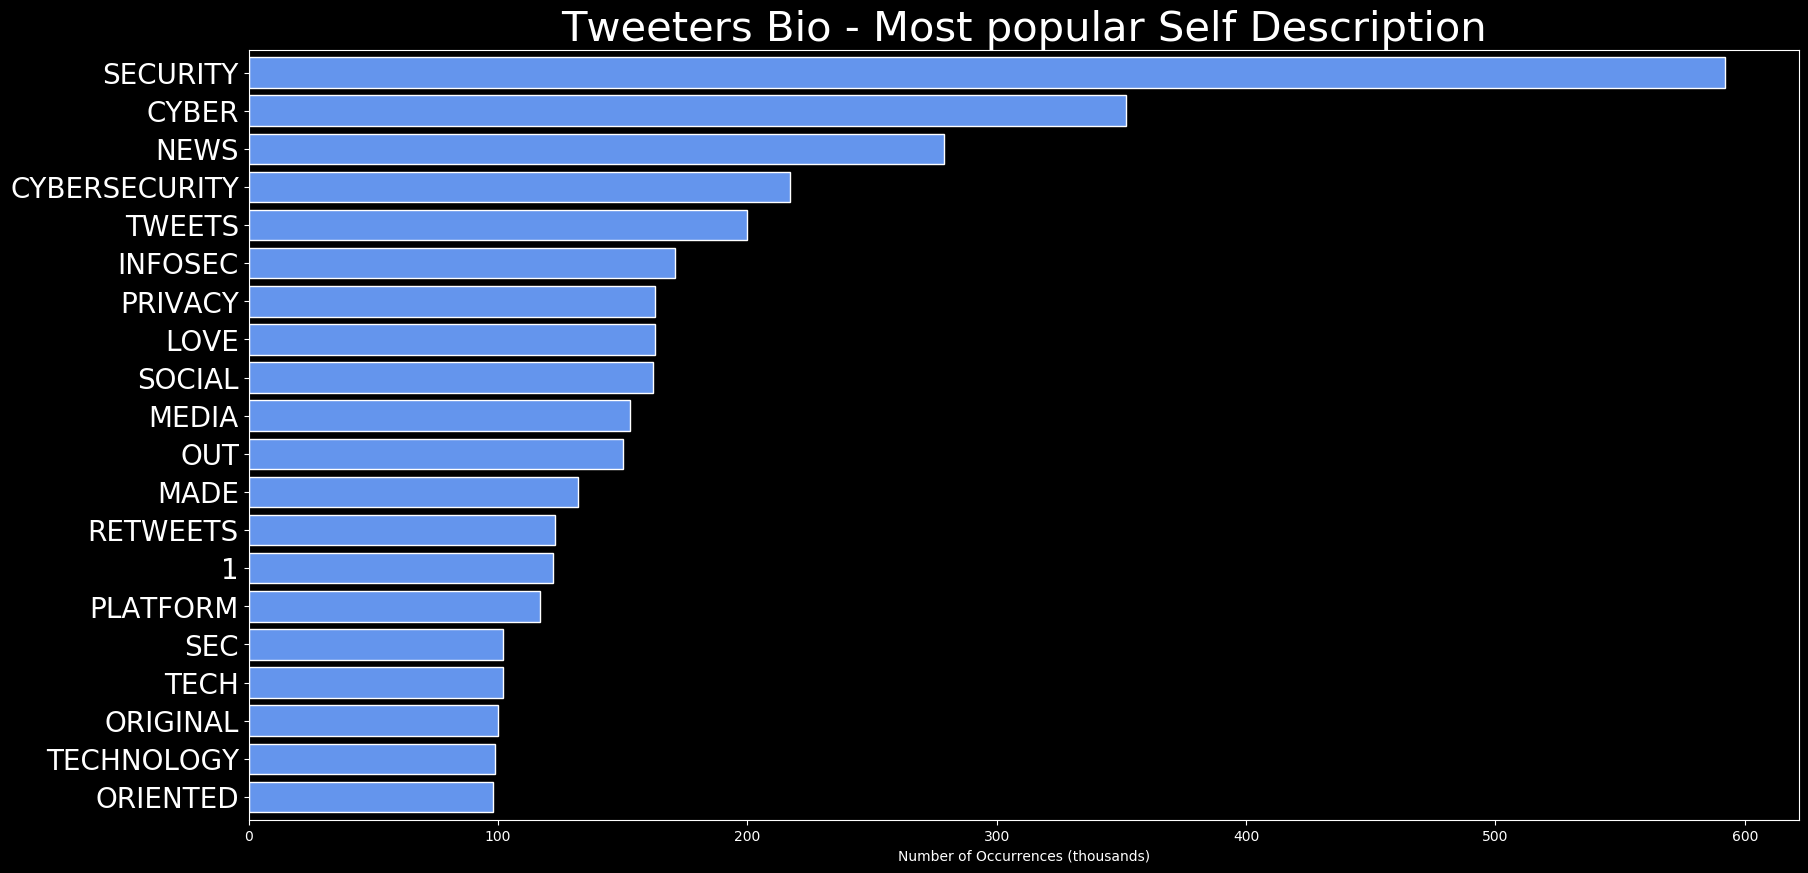 Tweeters Bio - Most popular Self Description
SECURITY
CYBER
NEWS
CYBERSECURITY
TWEETS
INFOSEC
PRIVACY
LOVE
SOCIAL
MEDIA
OUT
MADE
RETWEETS
1
PLATFORM
SEC
TECH
ORIGINAL
TECHNOLOGY
ORIENTED
0 100 200 300 400 500 600
Number of Occurrences (thousands)